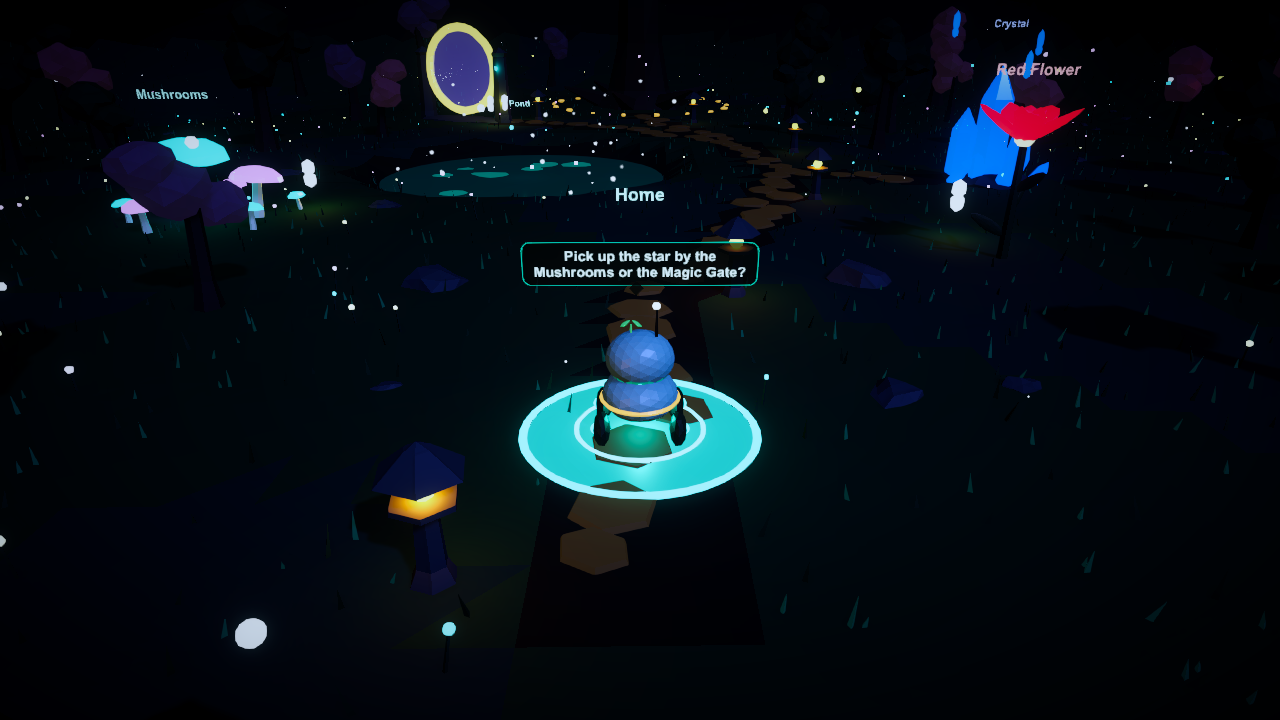 Crystal
Red Flower
Mushrooms
Pond
Home
Pick up the star by the
Mushrooms or the Magic Gate?